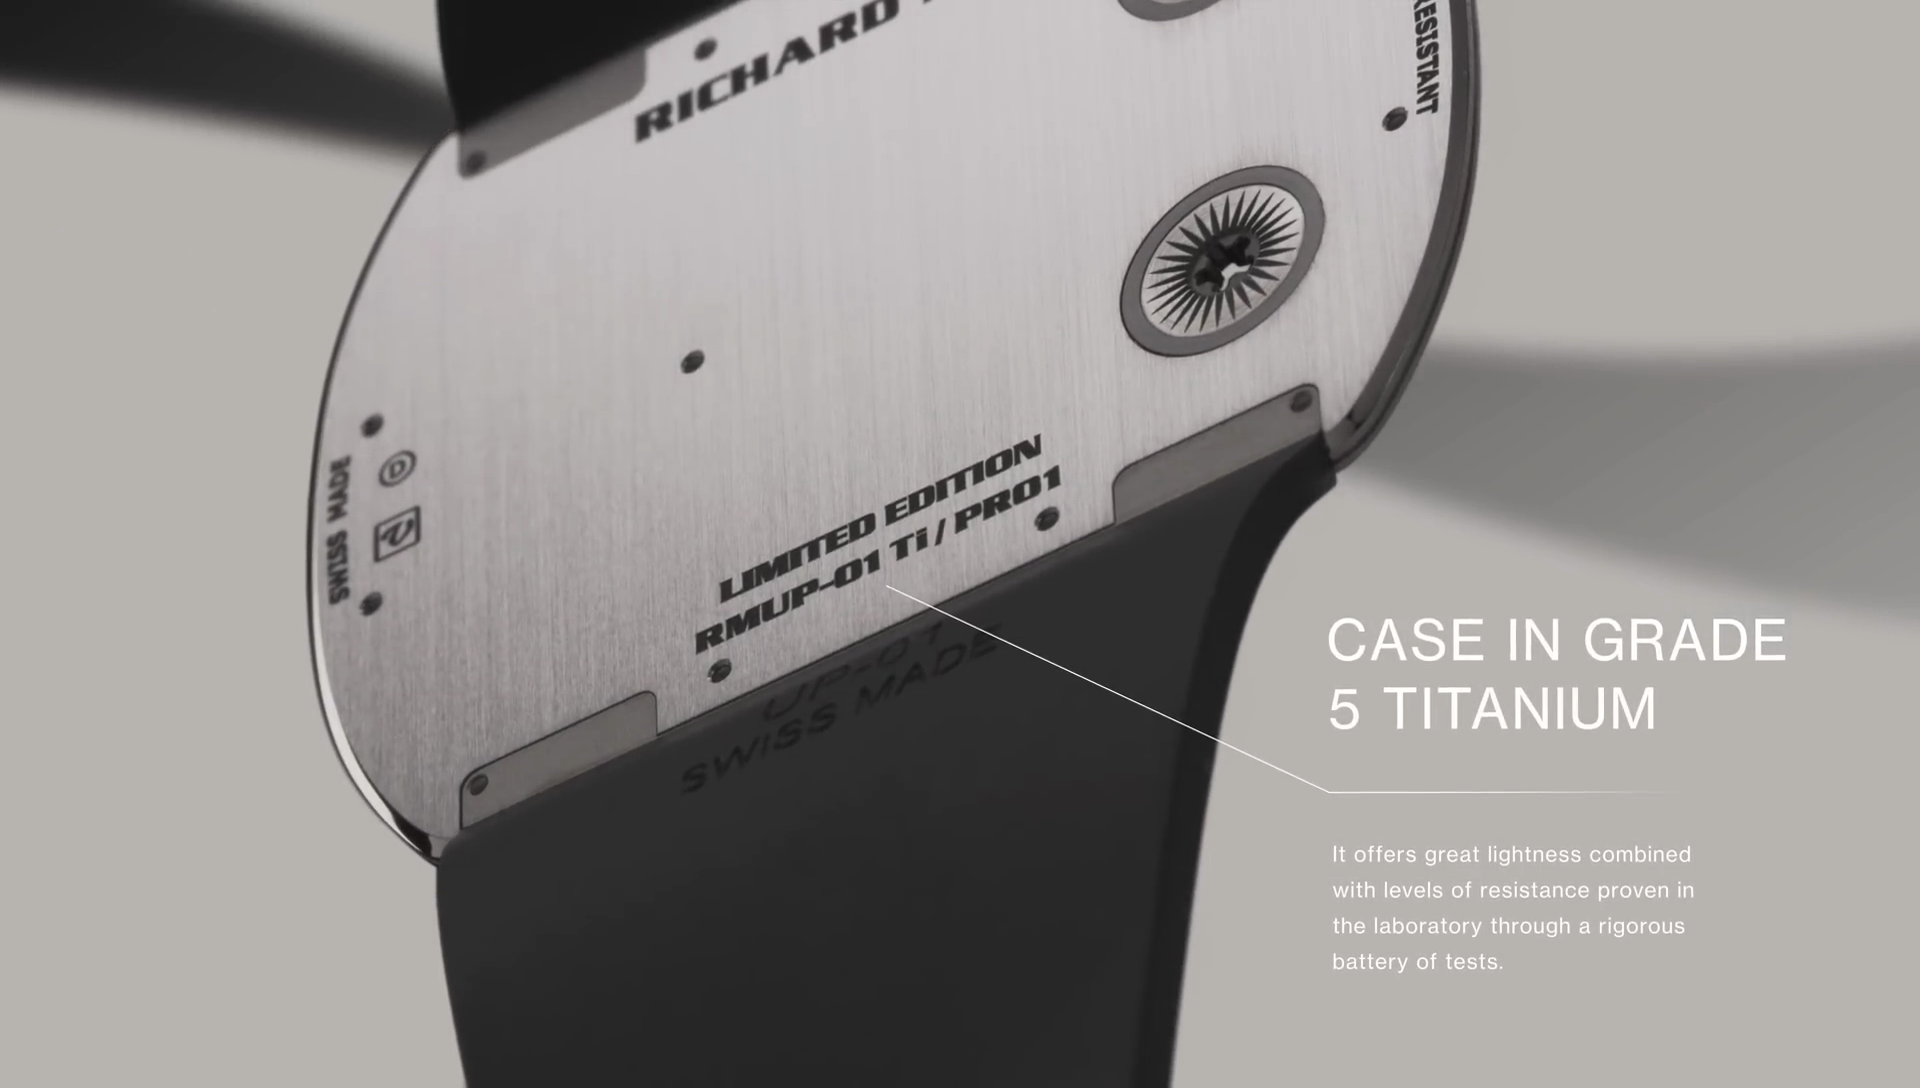 RICHARD
RESISTANT
SWISS MADE
D
LIMITED EDITION
RMUP-01 Ti / PRO1
UP-01
SWISS MADE
CASE IN GRADE
5 TITANIUM
It offers great lightness combined
with levels of resistance proven in
the laboratory through a rigorous
battery of tests.